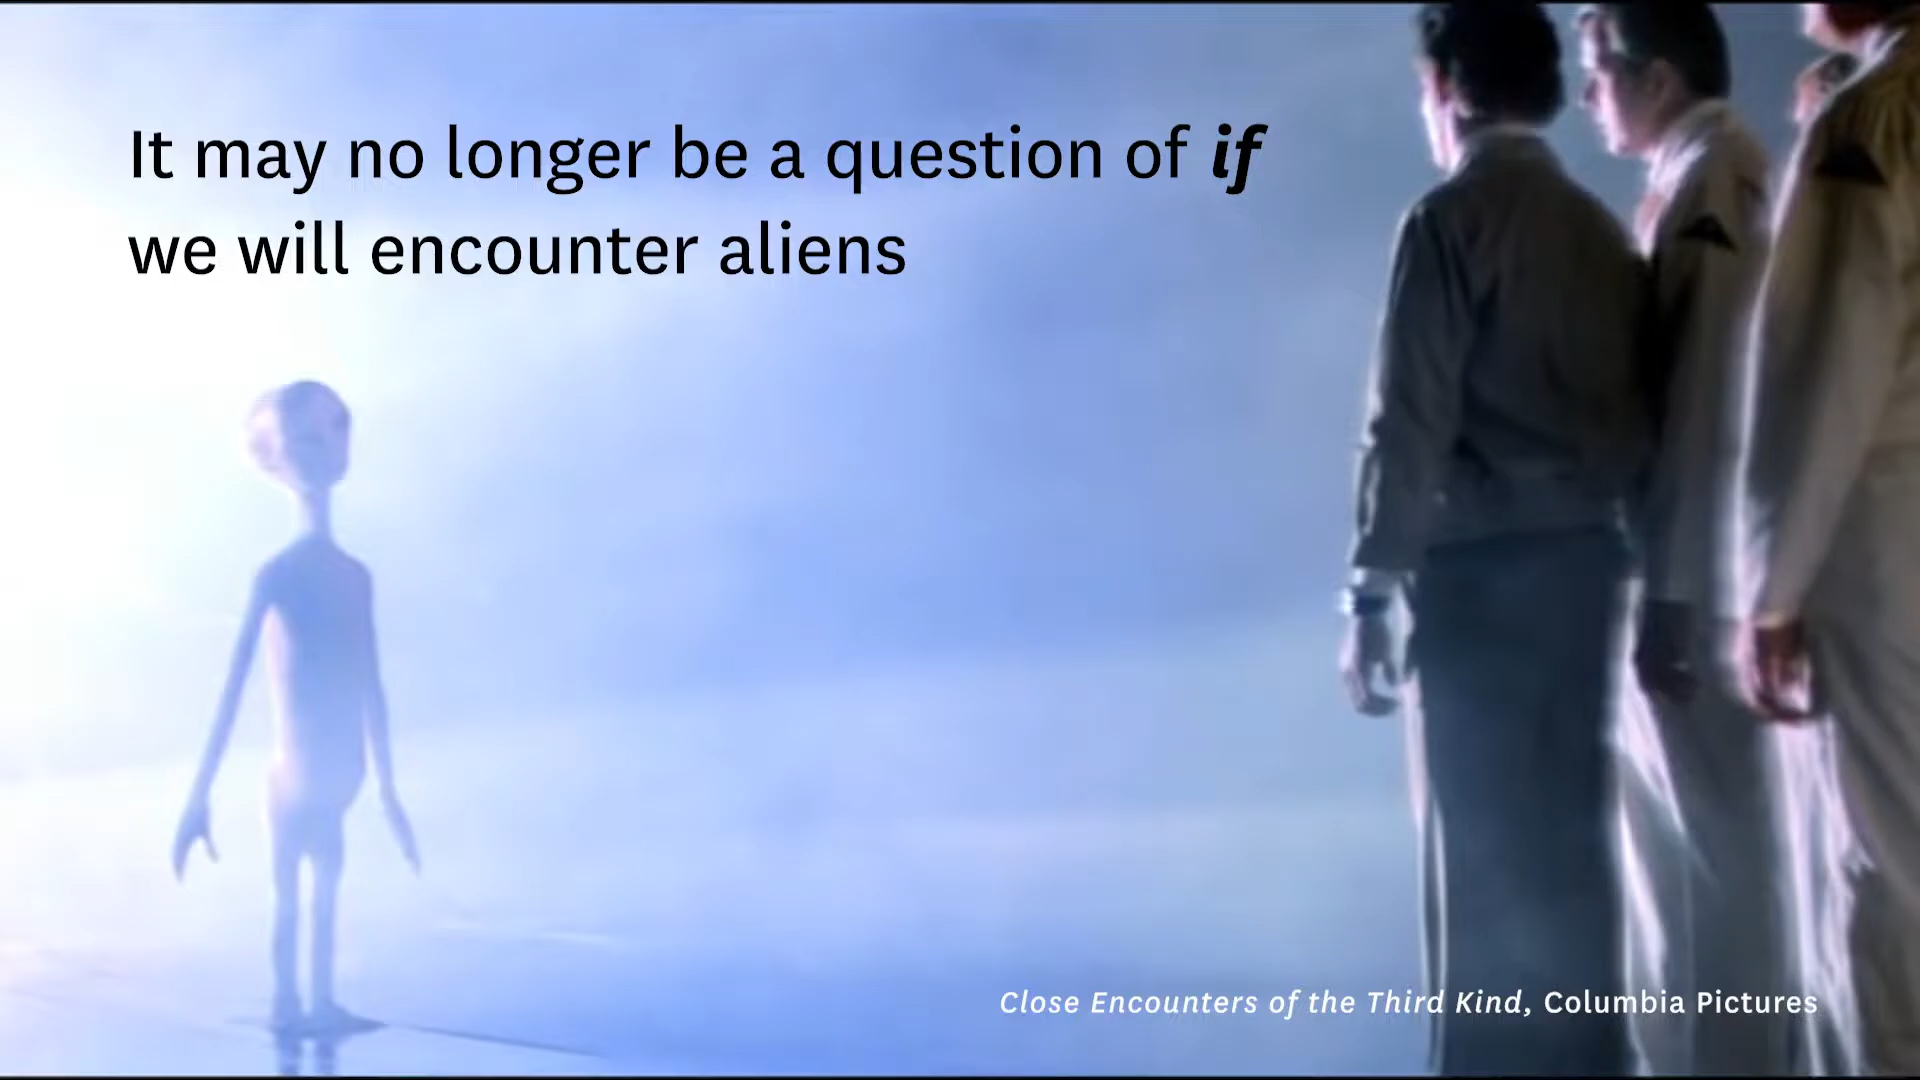 It may no longer be a question of if
we will encounter aliens
Close Encounters of the Third Kind, Columbia Pictures